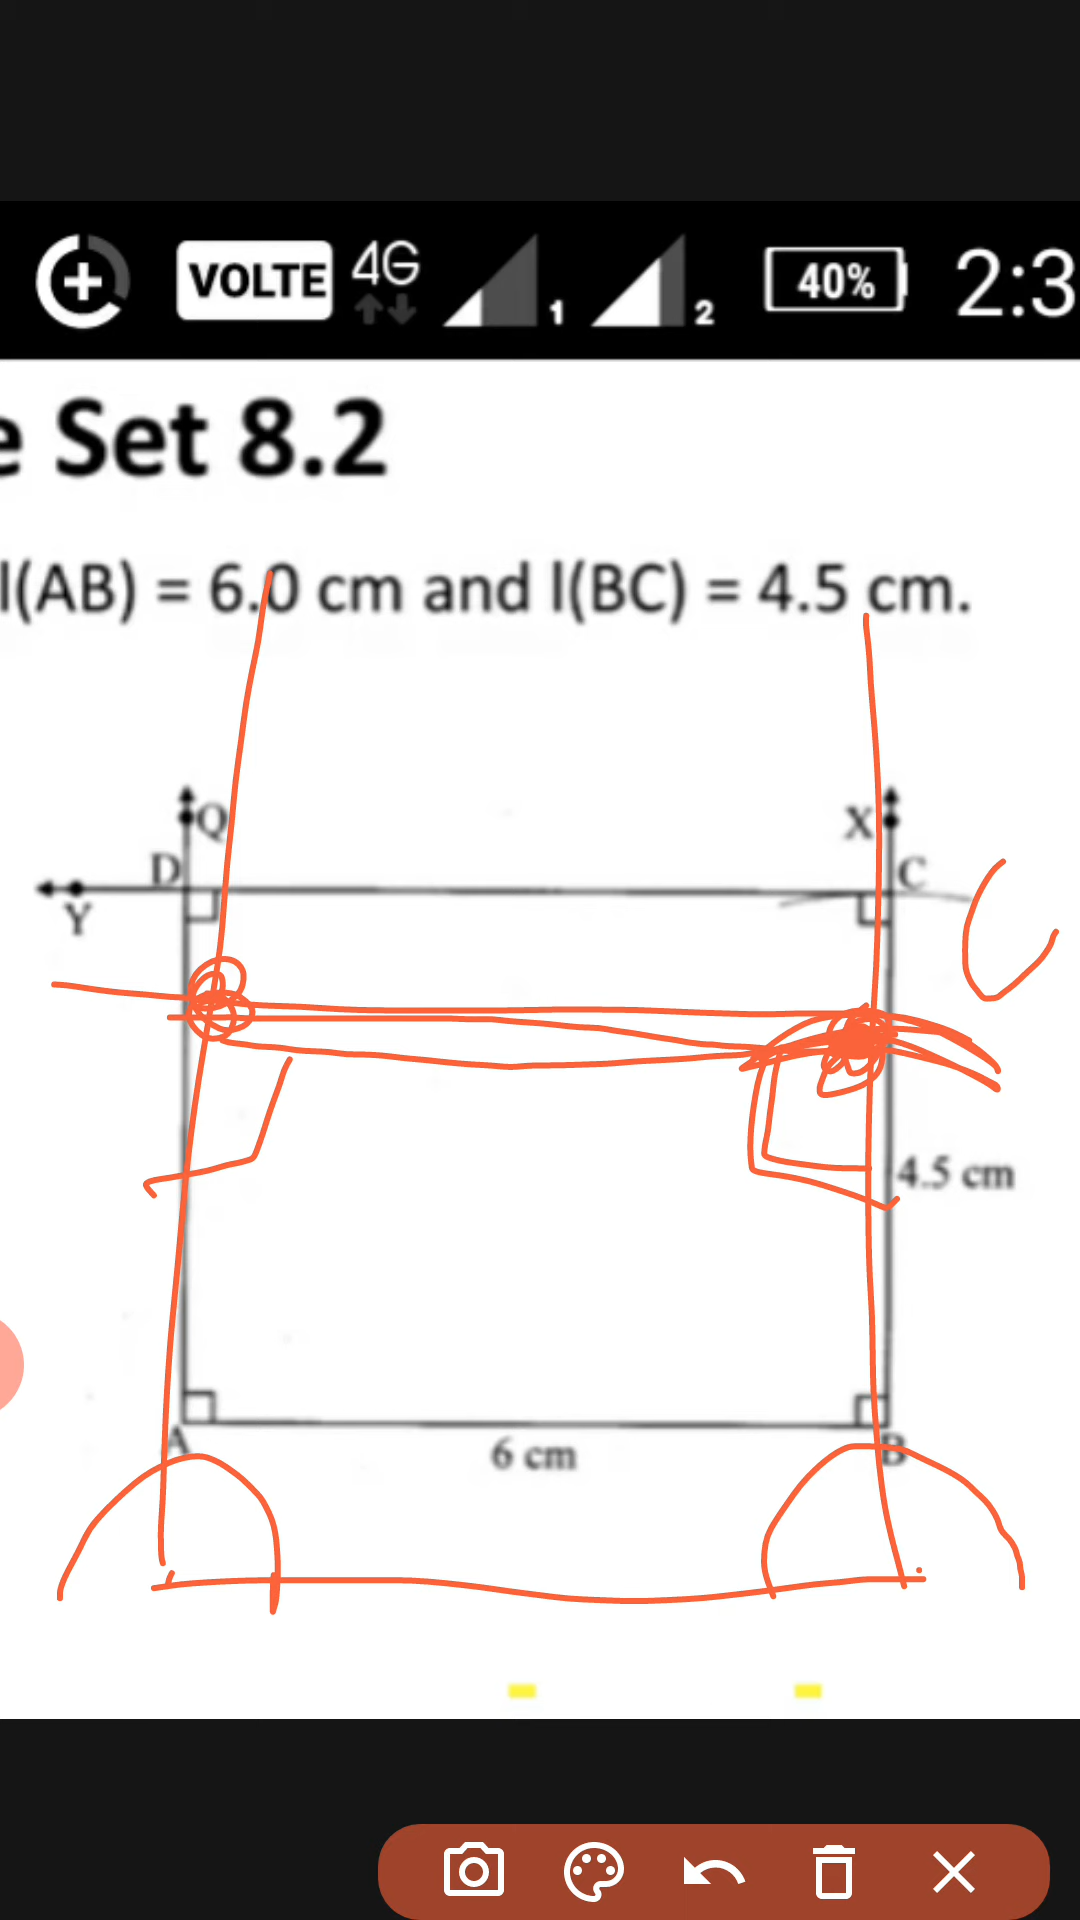 VOLTE 4G 1 2 40% 2:3
e Set 8.2
l(AB) = 6.0 cm and l(BC) = 4.5 cm.
Q X
D C
Y
4.5 cm
A B
6 cm